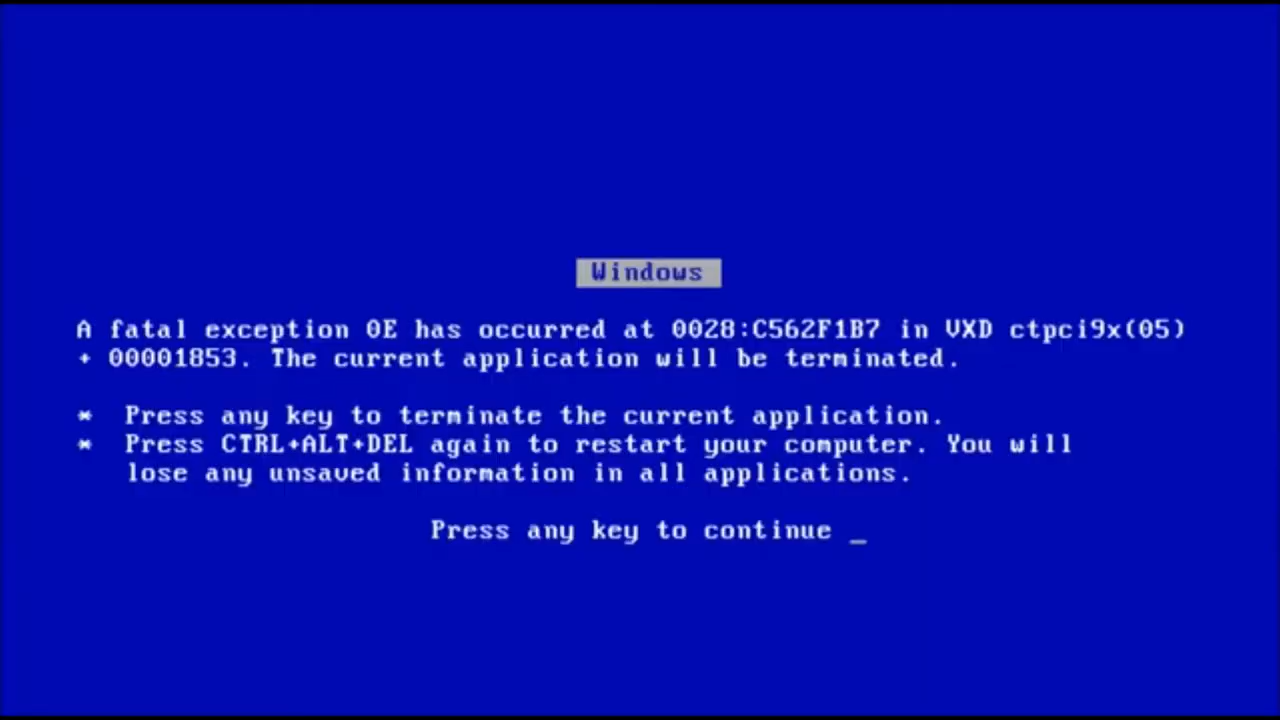 Windows
A fatal exception 0E has occurred at 0028:C562F1B7 in VXD ctpci9x(05)
+ 00001853. The current application will be terminated.
* Press any key to terminate the current application.
* Press CTRL+ALT+DEL again to restart your computer. You will
lose any unsaved information in all applications.
Press any key to continue _